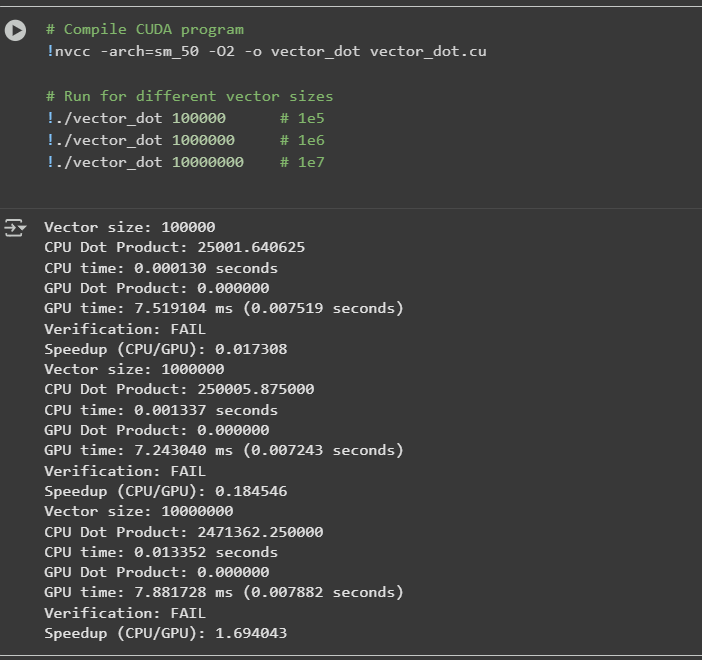 # Compile CUDA program
!nvcc -arch=sm_50 -O2 -o vector_dot vector_dot.cu
# Run for different vector sizes
!./vector_dot 100000      # 1e5
!./vector_dot 1000000     # 1e6
!./vector_dot 10000000    # 1e7
Vector size: 100000
CPU Dot Product: 25001.640625
CPU time: 0.000130 seconds
GPU Dot Product: 0.000000
GPU time: 7.519104 ms (0.007519 seconds)
Verification: FAIL
Speedup (CPU/GPU): 0.017308
Vector size: 1000000
CPU Dot Product: 250005.875000
CPU time: 0.001337 seconds
GPU Dot Product: 0.000000
GPU time: 7.243040 ms (0.007243 seconds)
Verification: FAIL
Speedup (CPU/GPU): 0.184546
Vector size: 10000000
CPU Dot Product: 2471362.250000
CPU time: 0.013352 seconds
GPU Dot Product: 0.000000
GPU time: 7.881728 ms (0.007882 seconds)
Verification: FAIL
Speedup (CPU/GPU): 1.694043